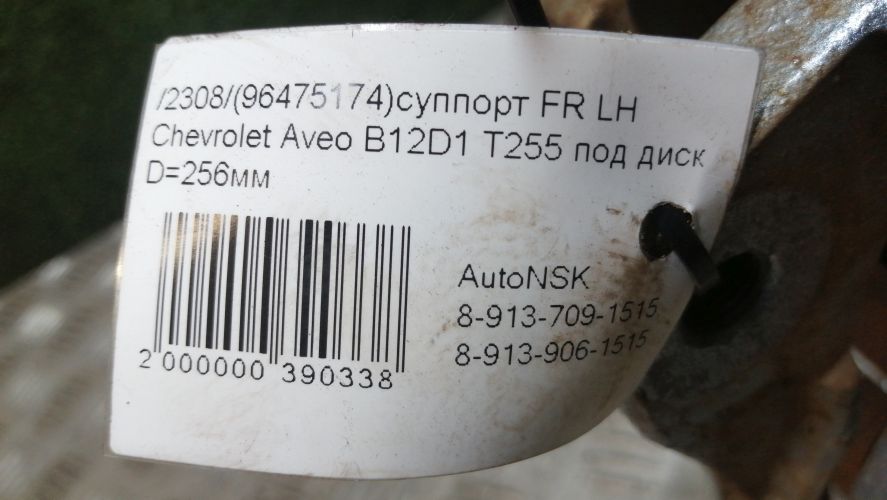 /2308/(96475174)суппорт FR LH
Chevrolet Aveo B12D1 T255 под диск
D=256мм
AutoNSK
8-913-709-1515
8-913-906-1515
2 000000 390338